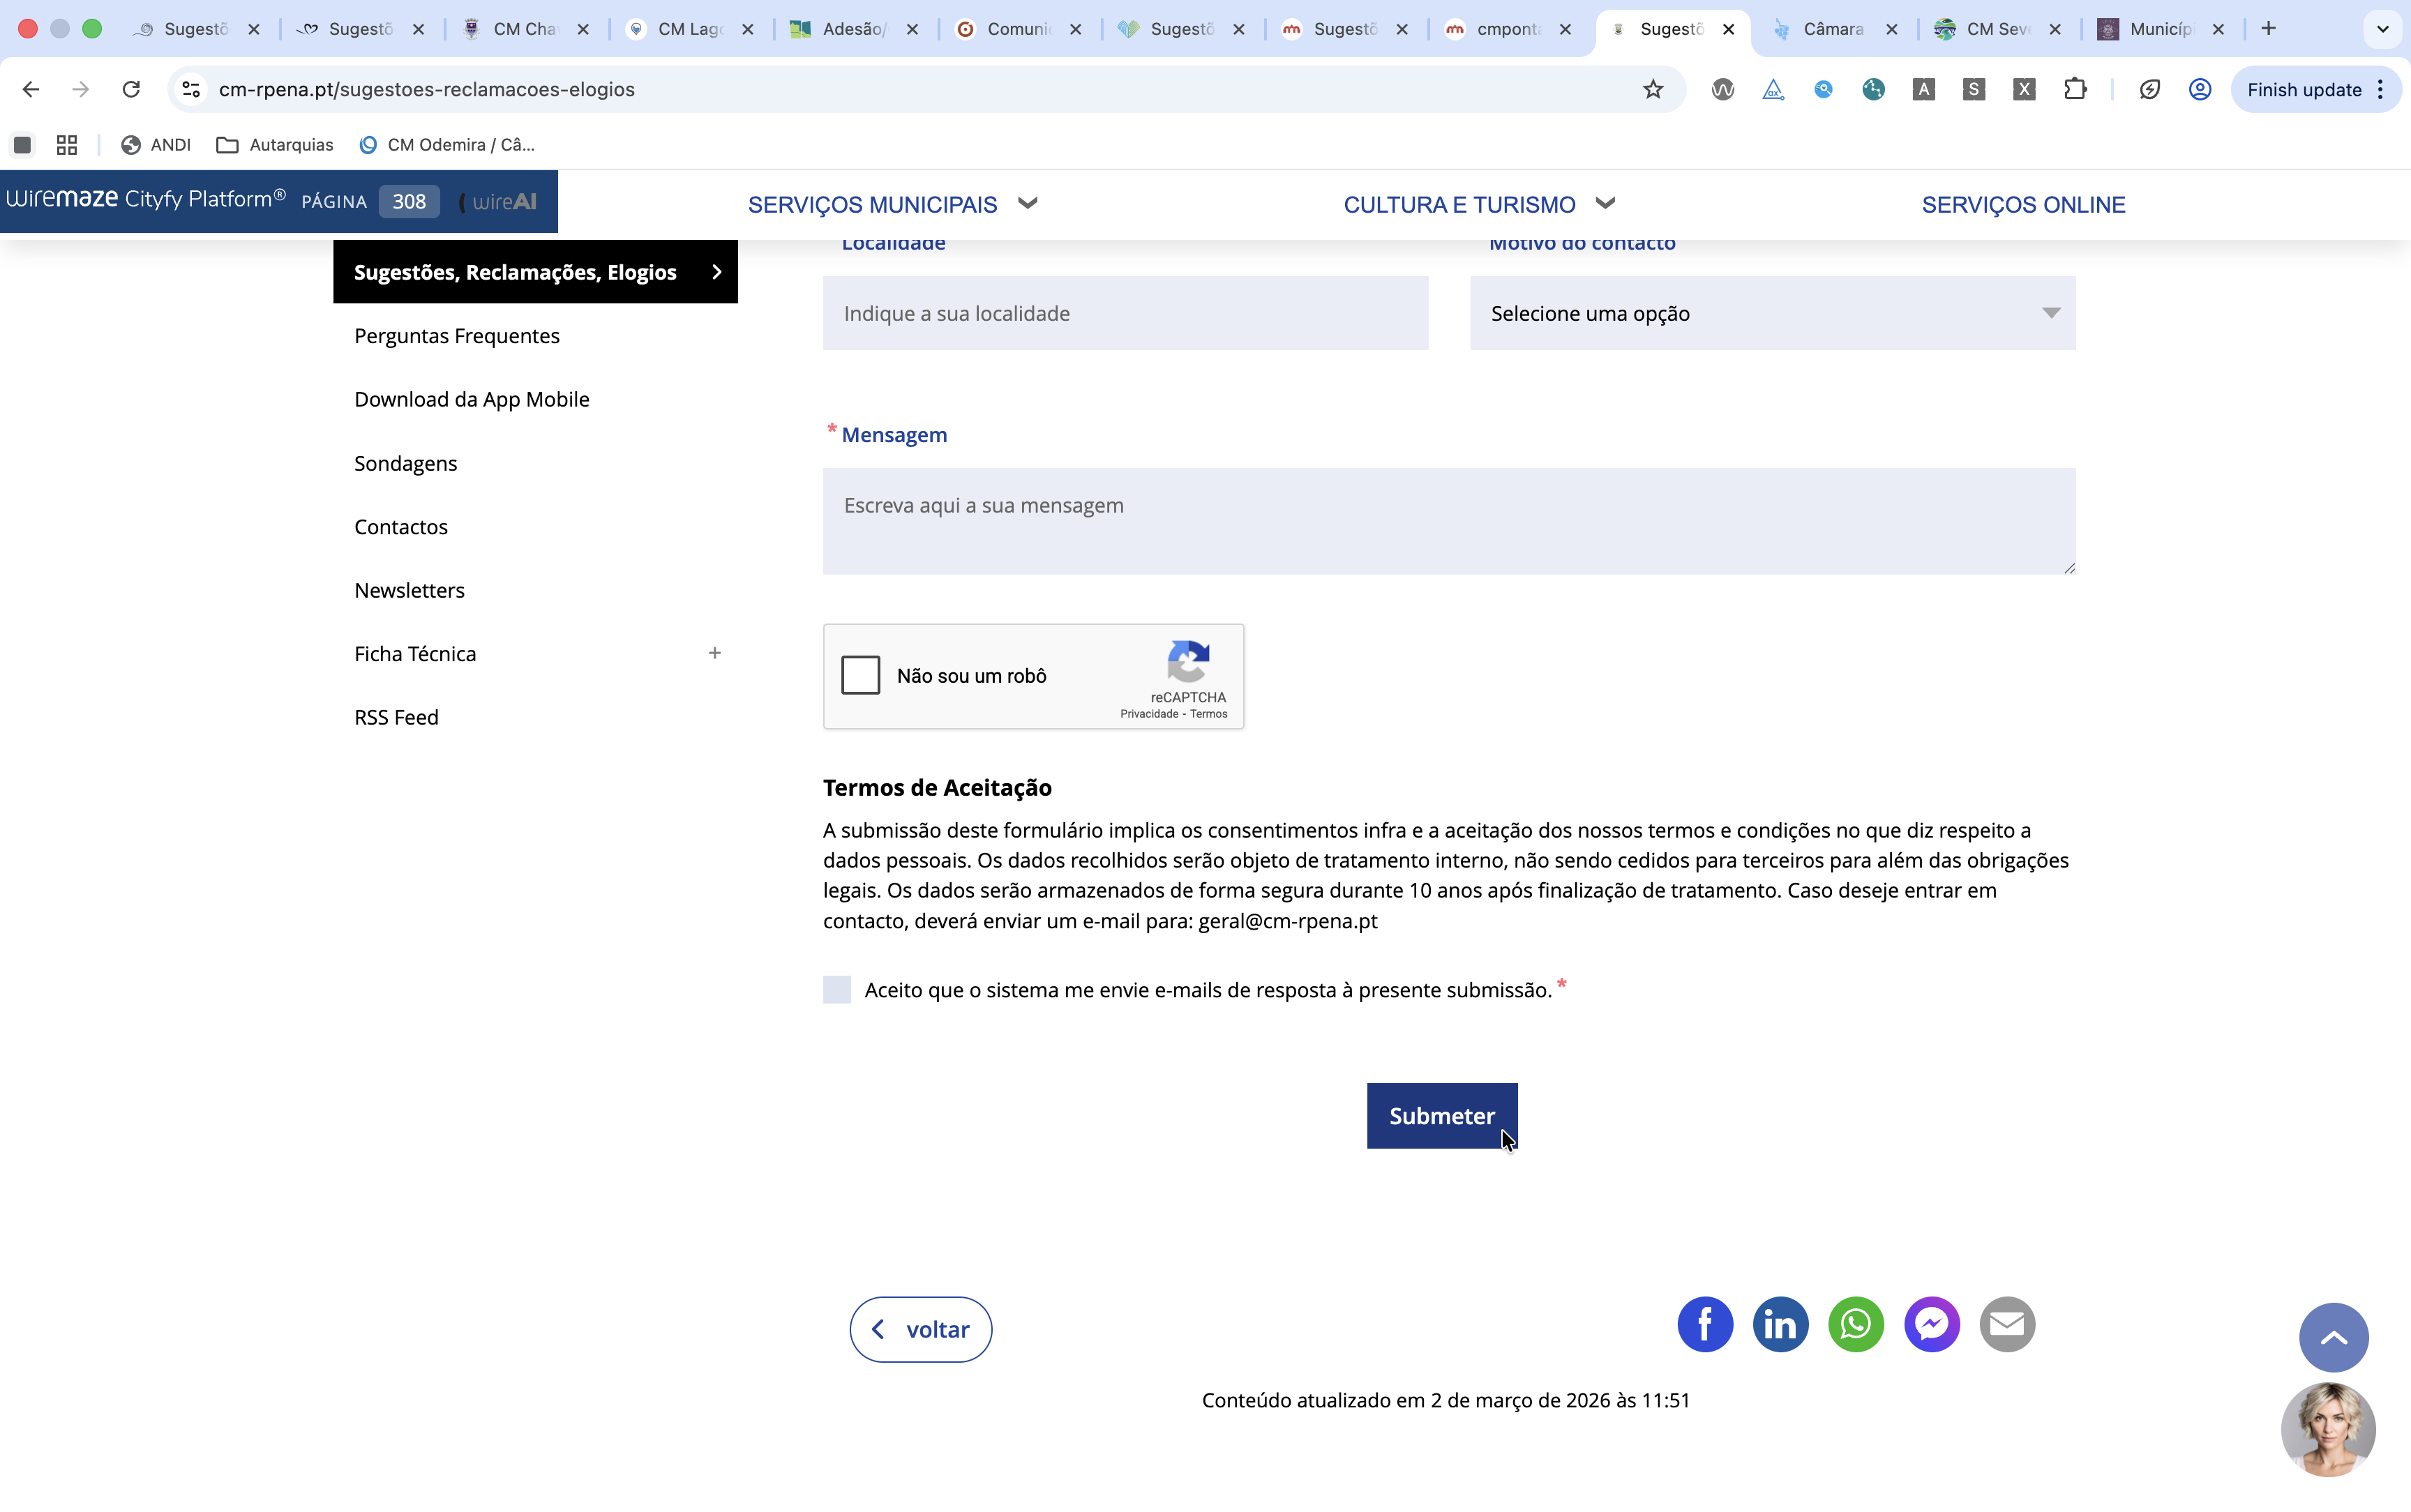 Sugestõ
Sugestõ
CM Cha
CM Lag
Adesão/
Comuni
Sugestõ
Sugestõ
cmponta
Sugestõ
Câmara
CM Seve
Municíp
cm-rpena.pt/sugestoes-reclamacoes-elogios
Finish update
ANDI
Autarquias
CM Odemira / Câ...
wiremaze Cityfy Platform® PÁGINA 308 wireAI
SERVIÇOS MUNICIPAIS
CULTURA E TURISMO
SERVIÇOS ONLINE
Sugestões, Reclamações, Elogios
Perguntas Frequentes
Download da App Mobile
Sondagens
Contactos
Newsletters
Ficha Técnica +
RSS Feed
Localidade
Motivo do contacto
Indique a sua localidade
Selecione uma opção
* Mensagem
Escreva aqui a sua mensagem
Não sou um robô
reCAPTCHA
Privacidade - Termos
Termos de Aceitação
A submissão deste formulário implica os consentimentos infra e a aceitação dos nossos termos e condições no que diz respeito a
dados pessoais. Os dados recolhidos serão objeto de tratamento interno, não sendo cedidos para terceiros para além das obrigações
legais. Os dados serão armazenados de forma segura durante 10 anos após finalização de tratamento. Caso deseje entrar em
contacto, deverá enviar um e-mail para: geral@cm-rpena.pt
Aceito que o sistema me envie e-mails de resposta à presente submissão. *
Submeter
voltar
Conteúdo atualizado em 2 de março de 2026 às 11:51